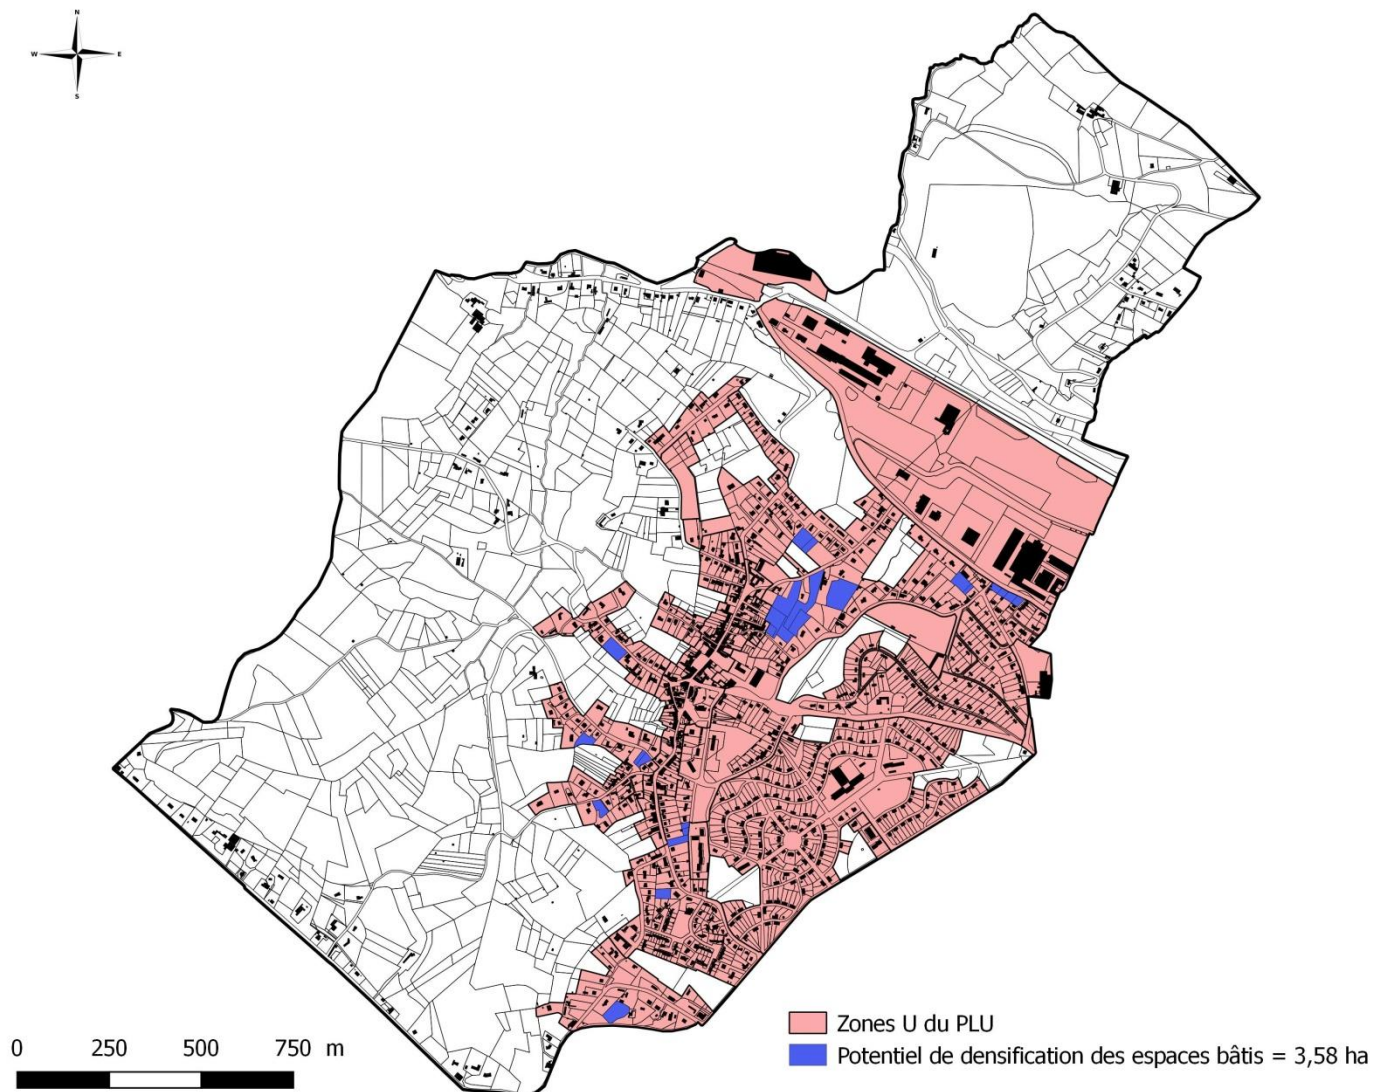 N
W E
S
Zones U du PLU
Potentiel de densification des espaces bâtis = 3,58 ha
0 250 500 750 m